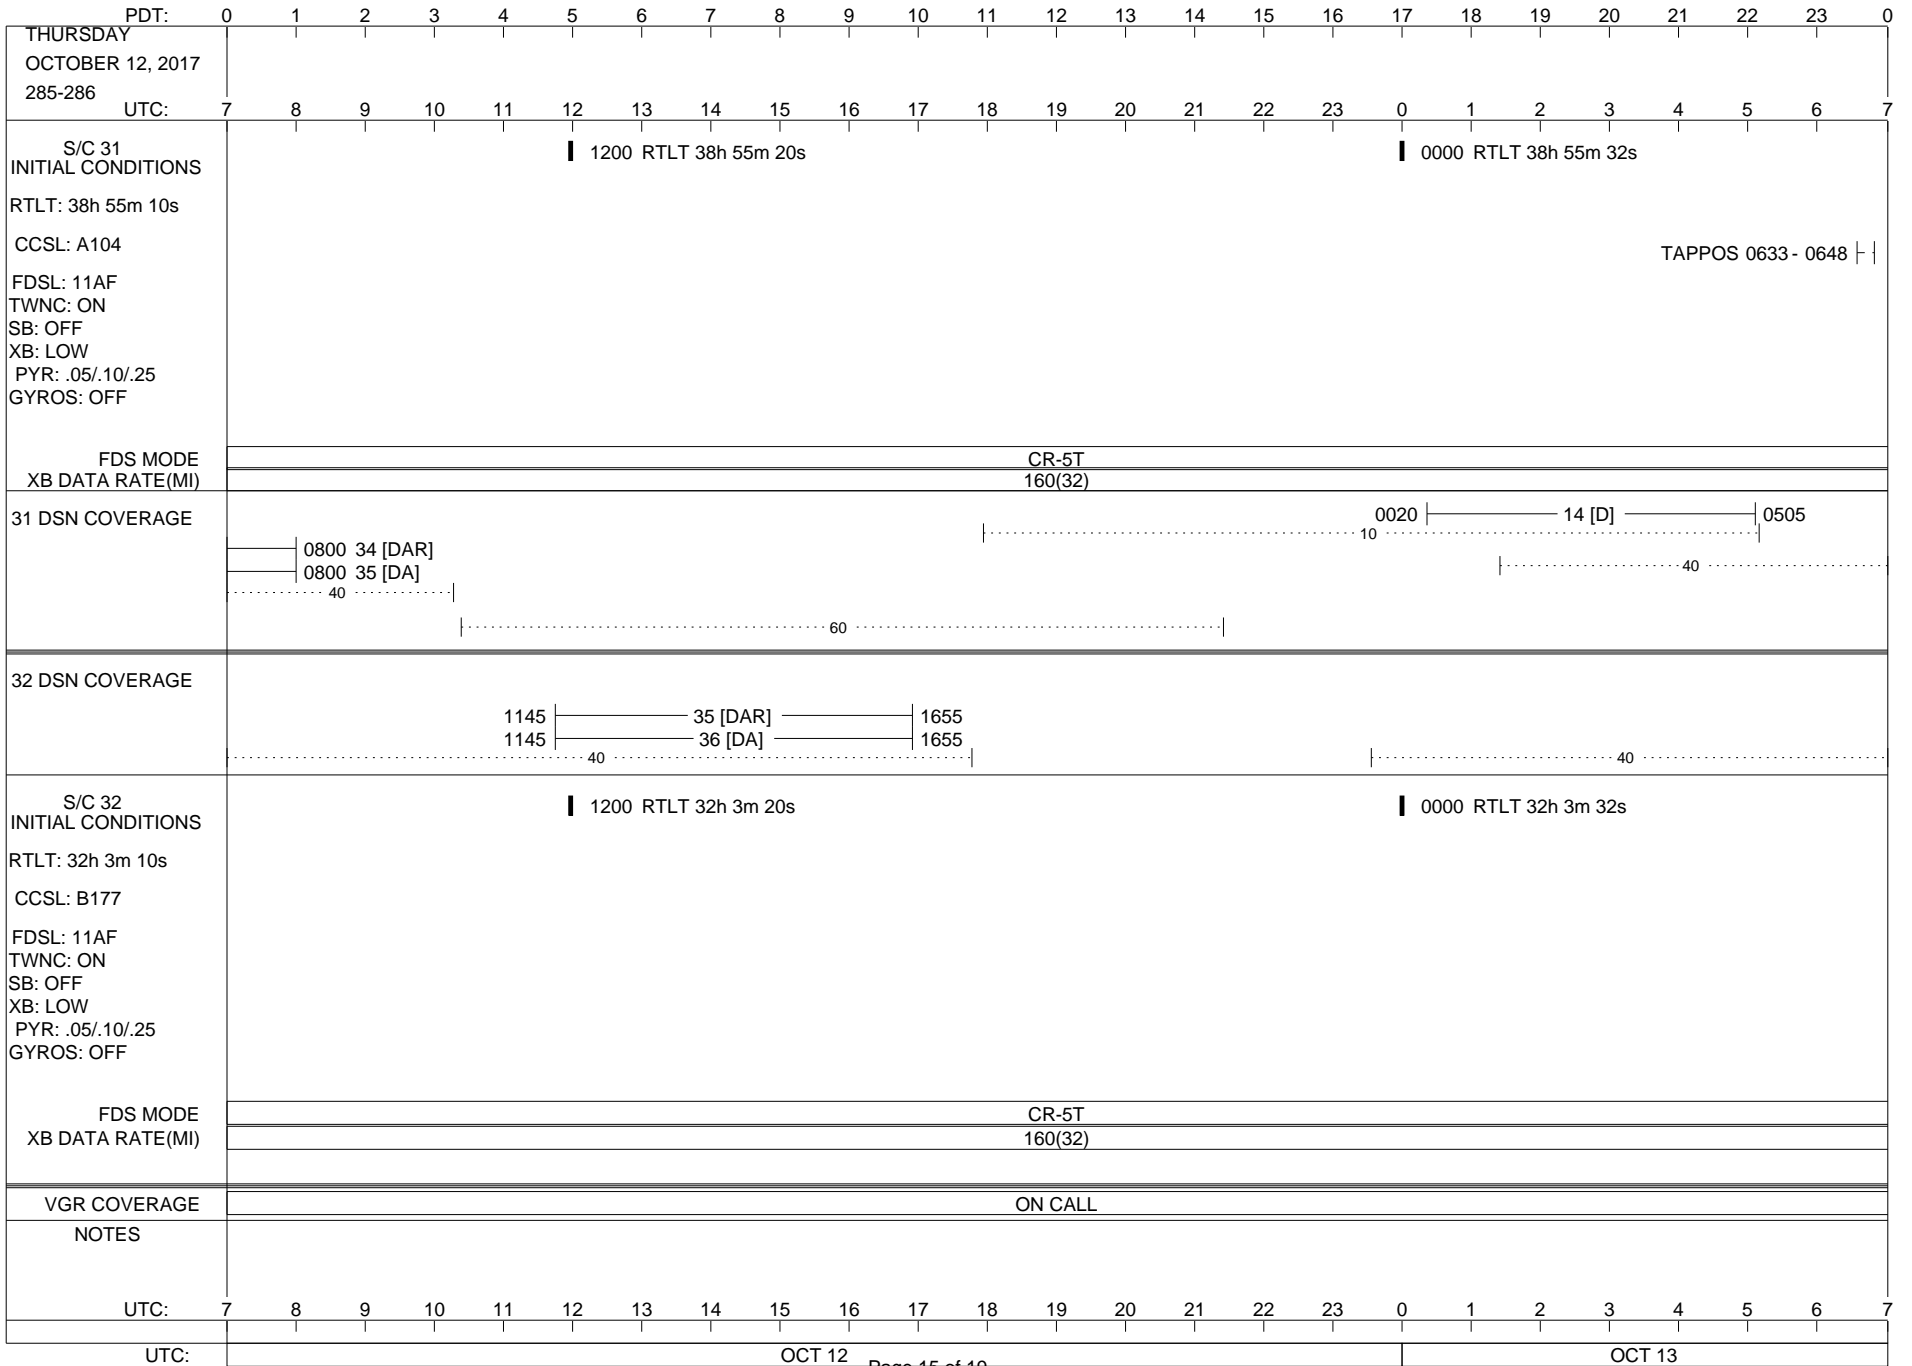 PDT: 0 1 2 3 4 5 6 7 8 9 10 11 12 13 14 15 16 17 18 19 20 21 22 23 0
THURSDAY
OCTOBER 12, 2017
285-286
UTC: 7 8 9 10 11 12 13 14 15 16 17 18 19 20 21 22 23 0 1 2 3 4 5 6 7
S/C 31
INITIAL CONDITIONS
1200 RTLT 38h 55m 20s
0000 RTLT 38h 55m 32s
RTLT: 38h 55m 10s
CCSL: A104
TAPPOS 0633 - 0648
FDSL: 11AF
TWNC: ON
SB: OFF
XB: LOW
PYR: .05/.10/.25
GYROS: OFF
FDS MODE CR-5T
XB DATA RATE(MI) 160(32)
31 DSN COVERAGE
0020 14 [D] 0505
10
0800 34 [DAR]
40
0800 35 [DA]
40
60
32 DSN COVERAGE
1145 35 [DAR] 1655
1145 36 [DA] 1655
40 40
S/C 32
INITIAL CONDITIONS
1200 RTLT 32h 3m 20s
0000 RTLT 32h 3m 32s
RTLT: 32h 3m 10s
CCSL: B177
FDSL: 11AF
TWNC: ON
SB: OFF
XB: LOW
PYR: .05/.10/.25
GYROS: OFF
FDS MODE CR-5T
XB DATA RATE(MI) 160(32)
VGR COVERAGE ON CALL
NOTES
UTC: 7 8 9 10 11 12 13 14 15 16 17 18 19 20 21 22 23 0 1 2 3 4 5 6 7
UTC: OCT 12 OCT 13
Page 15 of 19